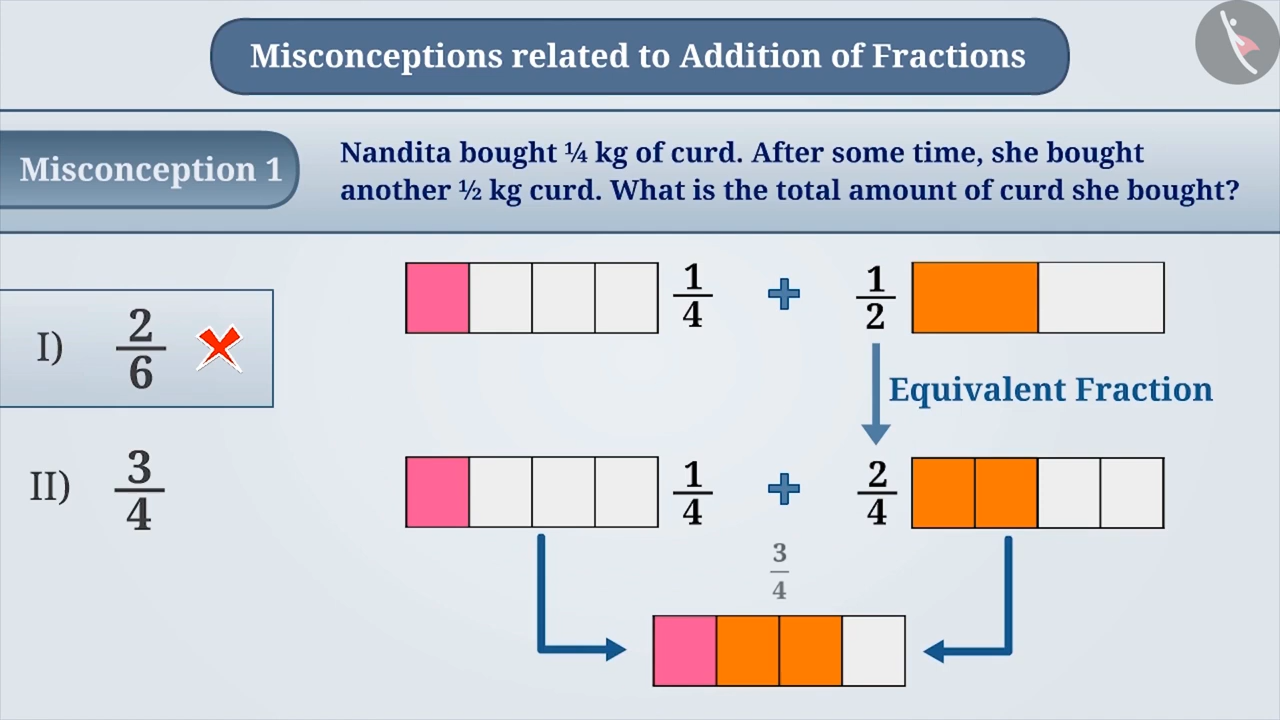 Misconceptions related to Addition of Fractions
Misconception 1
Nandita bought ¼ kg of curd. After some time, she bought
another ½ kg curd. What is the total amount of curd she bought?
I) 2/6
II) 3/4
1/4 + 1/2
Equivalent Fraction
1/4 + 2/4
3/4